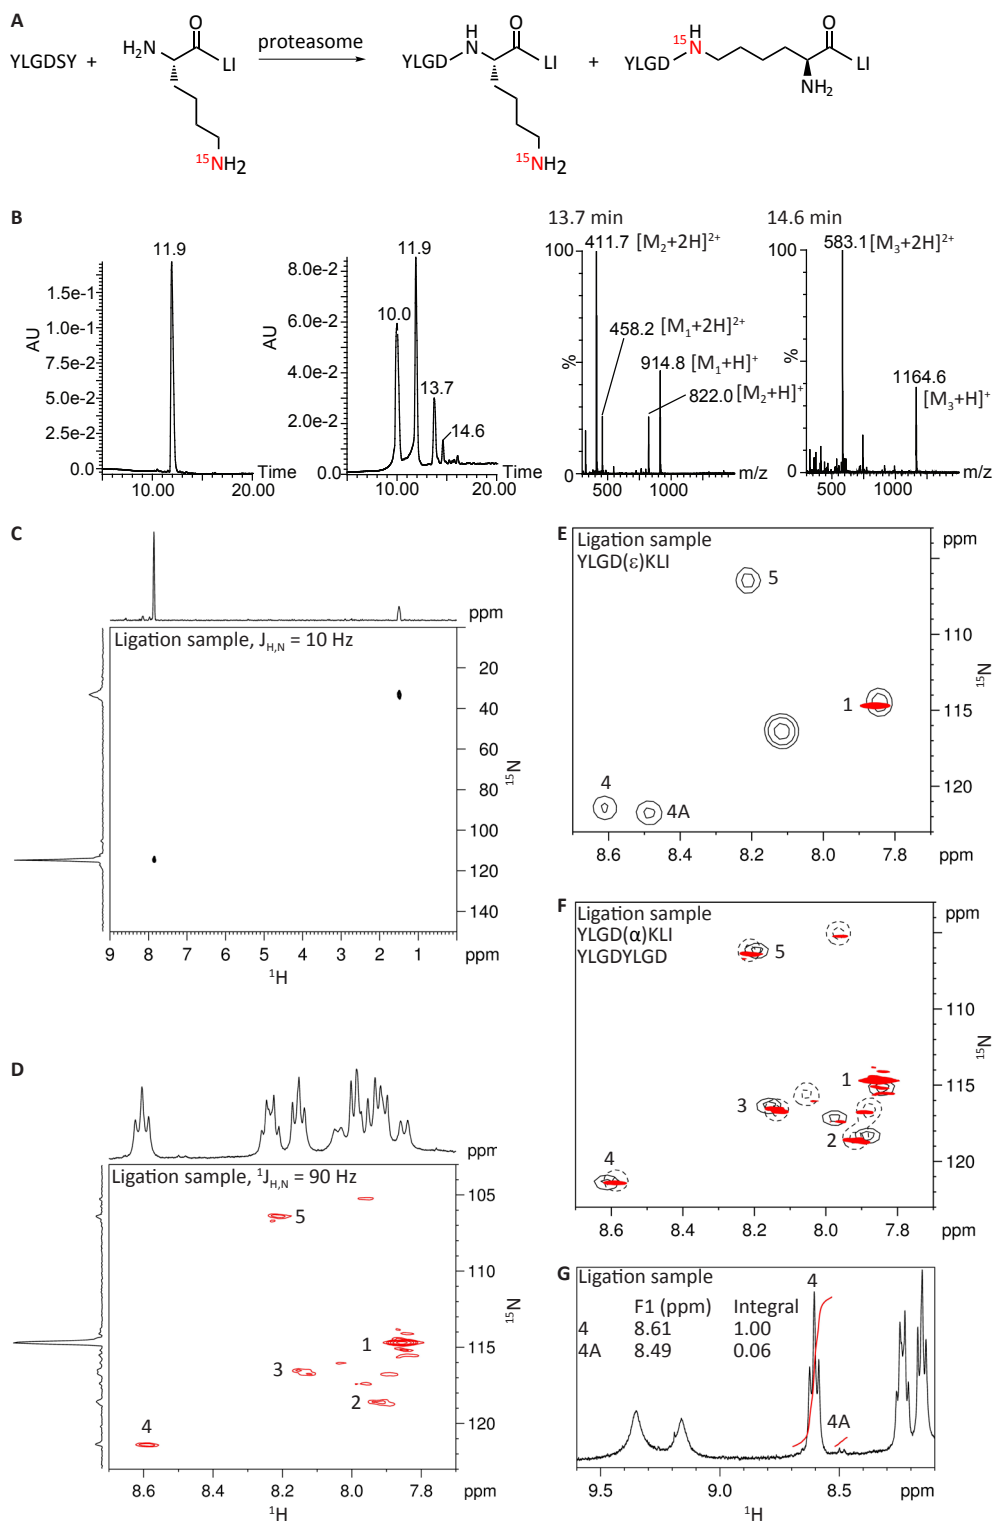 A
YLGDSY + H2N O LI 15NH2
proteasome
YLGD H N O LI 15NH2
+
YLGD 15N H O LI NH2
B
11.9
AU
1.5e-1
1.0e-1
7.5e-2
5.0e-2
2.5e-2
0.0
10.00 20.00
Time
11.9
10.0
13.7
14.6
AU
8.0e-2
6.0e-2
4.0e-2
2.0e-2
0.0
10.00 20.00
Time
13.7 min
100
411.7 [M2+2H]2+
458.2 [M1+2H]2+
914.8 [M1+H]+
822.0 [M2+H]+
%
0
500 1000 m/z
14.6 min
100
583.1 [M3+2H]2+
1164.6
[M3+H]+
%
0
500 1000 m/z
C
ppm
Ligation sample, JH,N = 10 Hz
20
40
60
80
100
120
140
15N
9 8 7 6 5 4 3 2 1 ppm
1H
D
ppm
Ligation sample, 1JH,N = 90 Hz
105
110
115
120
15N
5
1
3
2
4
8.6 8.4 8.2 8.0 ppm
1H
E
Ligation sample
YLGD(ε)KLI
5
1
4
4A
ppm
110
115
120
15N
8.6 8.4 8.2 8.0 7.8 ppm
F
Ligation sample
YLGD(α)KLI
YLGDYLGD
5
1
3
2
4
ppm
110
115
120
15N
8.6 8.4 8.2 8.0 7.8 ppm
G
Ligation sample
F1 (ppm) Integral
4 8.61 1.00
4A 8.49 0.06
4
4A
9.5 9.0 8.5 ppm
1H